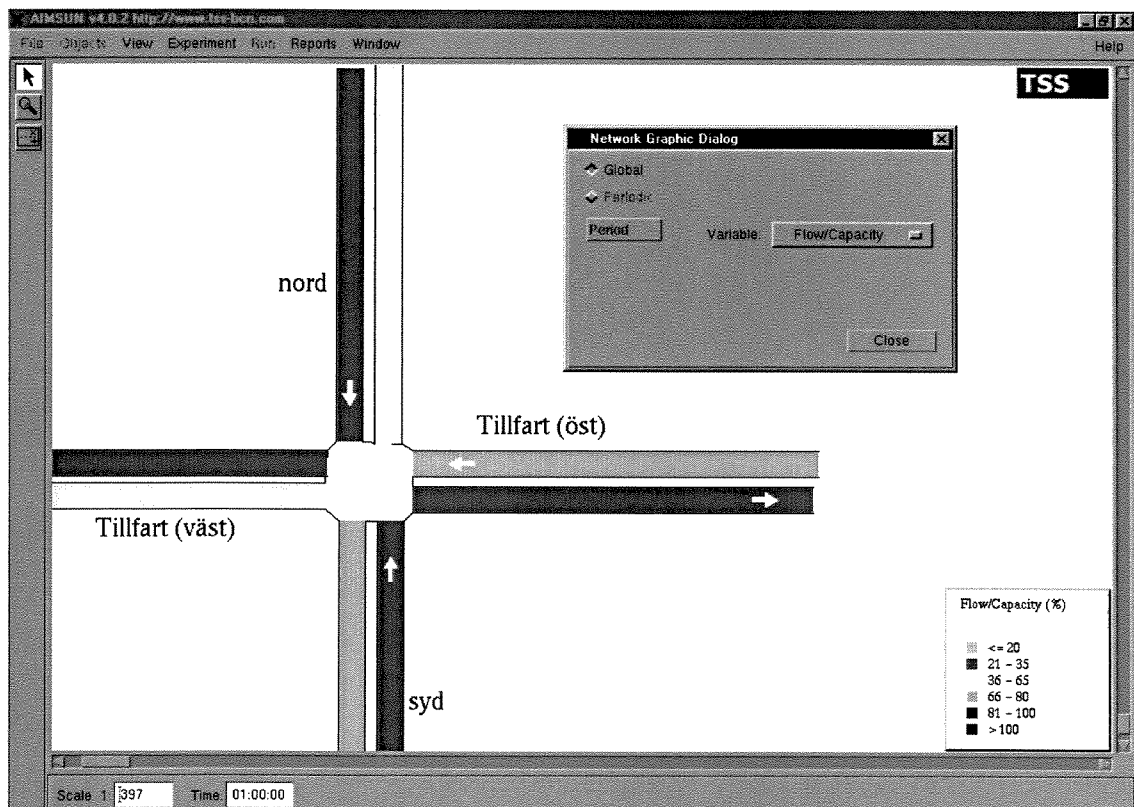 AIMSUN v4.0.2 http://www.tss-bcn.com
File Objects View Experiment Run Reports Window Help
TSS
Network Graphic Dialog
Global
Periodic
Period
Variable: Flow/Capacity
Close
nord
Tillfart (öst)
Tillfart (väst)
syd
Flow/Capacity (%)
<= 20
21 - 35
36 - 65
66 - 80
81 - 100
> 100
Scale 1: 397 Time: 01:00:00